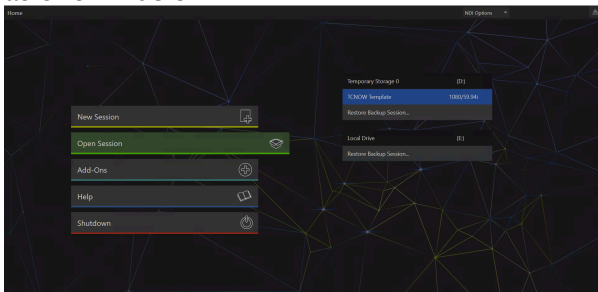 Home
NDI Options
New Session
Open Session
Add-Ons
Help
Shutdown
Temporary Storage 0 (D:)
TCNOW Template 1080/59.94i
Restore Backup Session...
Local Drive (E:)
Restore Backup Session...